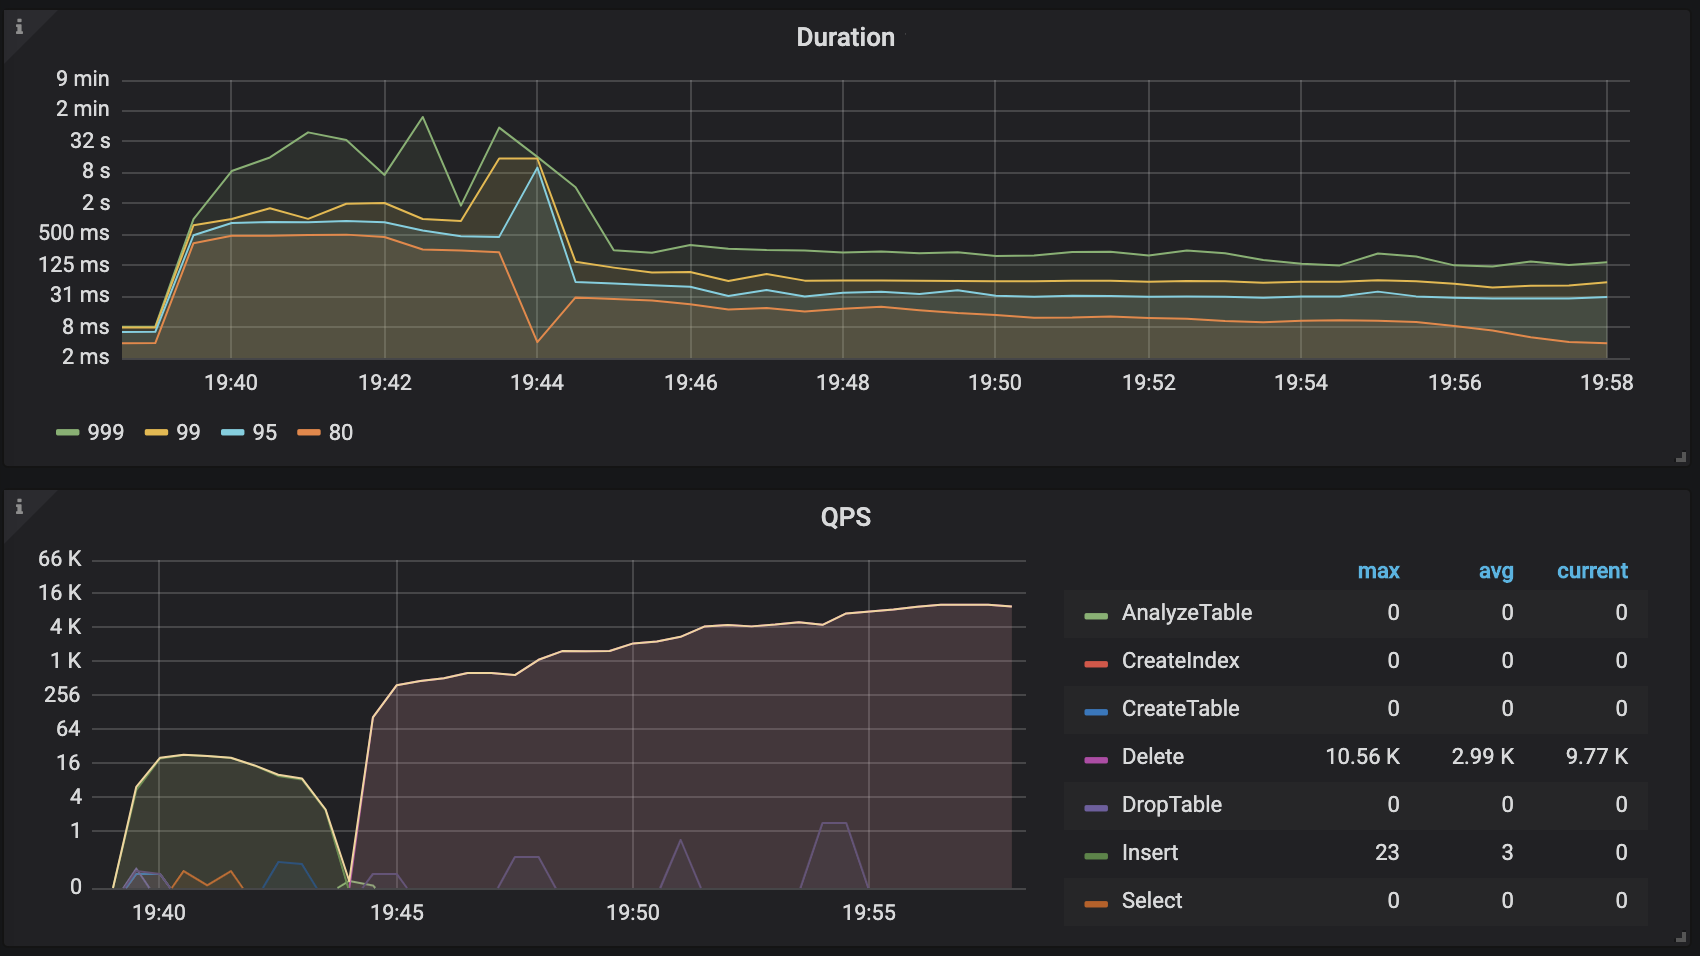 Duration
9 min
2 min
32 s
8 s
2 s
500 ms
125 ms
31 ms
8 ms
2 ms
19:40 19:42 19:44 19:46 19:48 19:50 19:52 19:54 19:56 19:58
999 99 95 80
QPS
66 K
16 K
4 K
1 K
256
64
16
4
1
0
19:40 19:45 19:50 19:55
max avg current
AnalyzeTable 0 0 0
CreateIndex 0 0 0
CreateTable 0 0 0
Delete 10.56 K 2.99 K 9.77 K
DropTable 0 0 0
Insert 23 3 0
Select 0 0 0